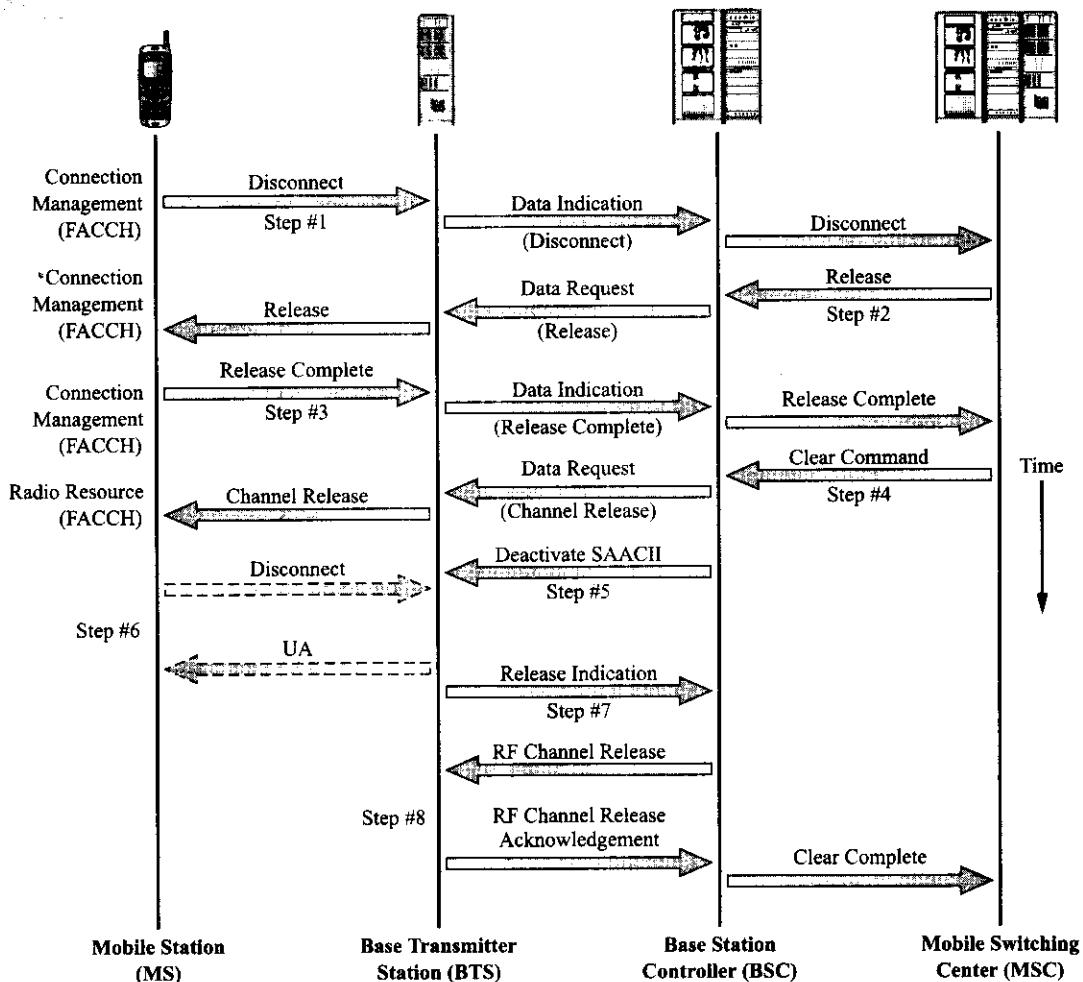 Connection
Management
(FACCH)
Disconnect
Step #1
Data Indication
(Disconnect)
Disconnect
Connection
Management
(FACCH)
Release
Data Request
(Release)
Release
Step #2
Connection
Management
(FACCH)
Release Complete
Step #3
Data Indication
(Release Complete)
Release Complete
Radio Resource
(FACCH)
Channel Release
Data Request
(Channel Release)
Clear Command
Step #4
Time
Disconnect
Deactivate SAACII
Step #5
Step #6
UA
Release Indication
Step #7
RF Channel Release
Step #8
RF Channel Release
Acknowledgement
Clear Complete
Mobile Station
(MS)
Base Transmitter
Station (BTS)
Base Station
Controller (BSC)
Mobile Switching
Center (MSC)